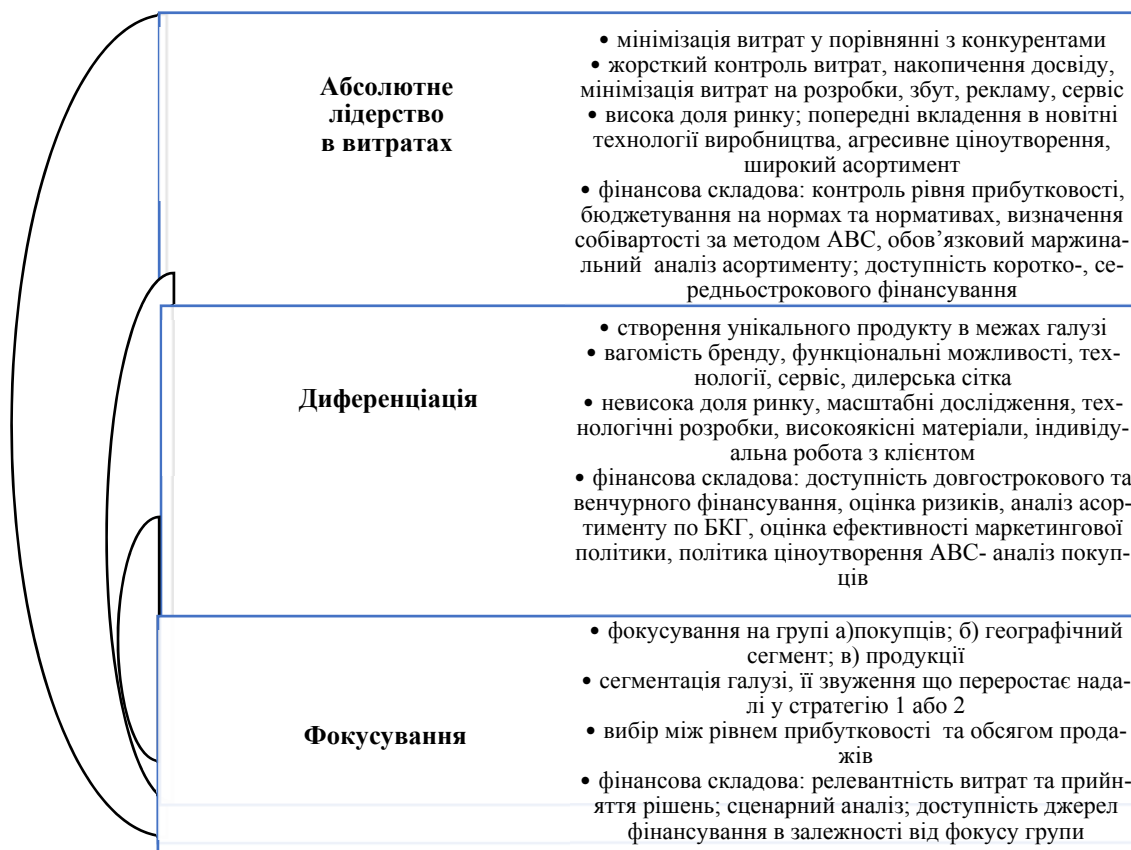 Абсолютне
лідерство
в витратах
• мінімізація витрат у порівнянні з конкурентами
• жорсткий контроль витрат, накопичення досвіду,
мінімізація витрат на розробки, збут, рекламу, сервіс
• висока доля ринку; попередні вкладення в новітні
технології виробництва, агресивне ціноутворення,
широкий асортимент
• фінансова складова: контроль рівня прибутковості,
бюджетування на нормах та нормативах, визначення
собівартості за методом АВС, обов’язковий маржина-
льний аналіз асортименту; доступність коротко-, се-
редньострокового фінансування
Диференціація
• створення унікального продукту в межах галузі
• вагомість бренду, функціональні можливості, тех-
нології, сервіс, дилерська сітка
• невисока доля ринку, масштабні дослідження, тех-
нологічні розробки, високоякісні матеріали, індивіду-
альна робота з клієнтом
• фінансова складова: доступність довгострокового та
венчурного фінансування, оцінка ризиків, аналіз асор-
тименту по БКГ, оцінка ефективності маркетингової
політики, політика ціноутворення АВС- аналіз покуп-
ців
Фокусування
• фокусування на групі а)покупців; б) географічний
сегмент; в) продукції
• сегментація галузі, її звуження що переростає нада-
лі у стратегію 1 або 2
• вибір між рівнем прибутковості та обсягом прода-
жів
• фінансова складова: релевантність витрат та прийн-
яття рішень; сценарний аналіз; доступність джерел
фінансування в залежності від фокусу групи